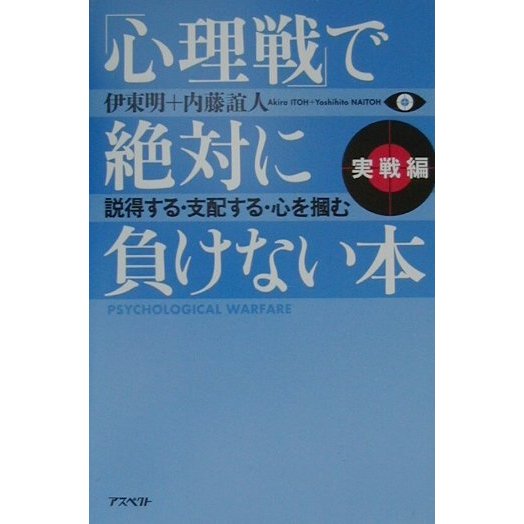 「心理戦」で
伊東明+内藤誼人 Akira ITOH+Yoshihito NAITOH
絶対に
実戦編
説得する・支配する・心を掴む
負けない本
PSYCHOLOGICAL WARFARE
アスペクト